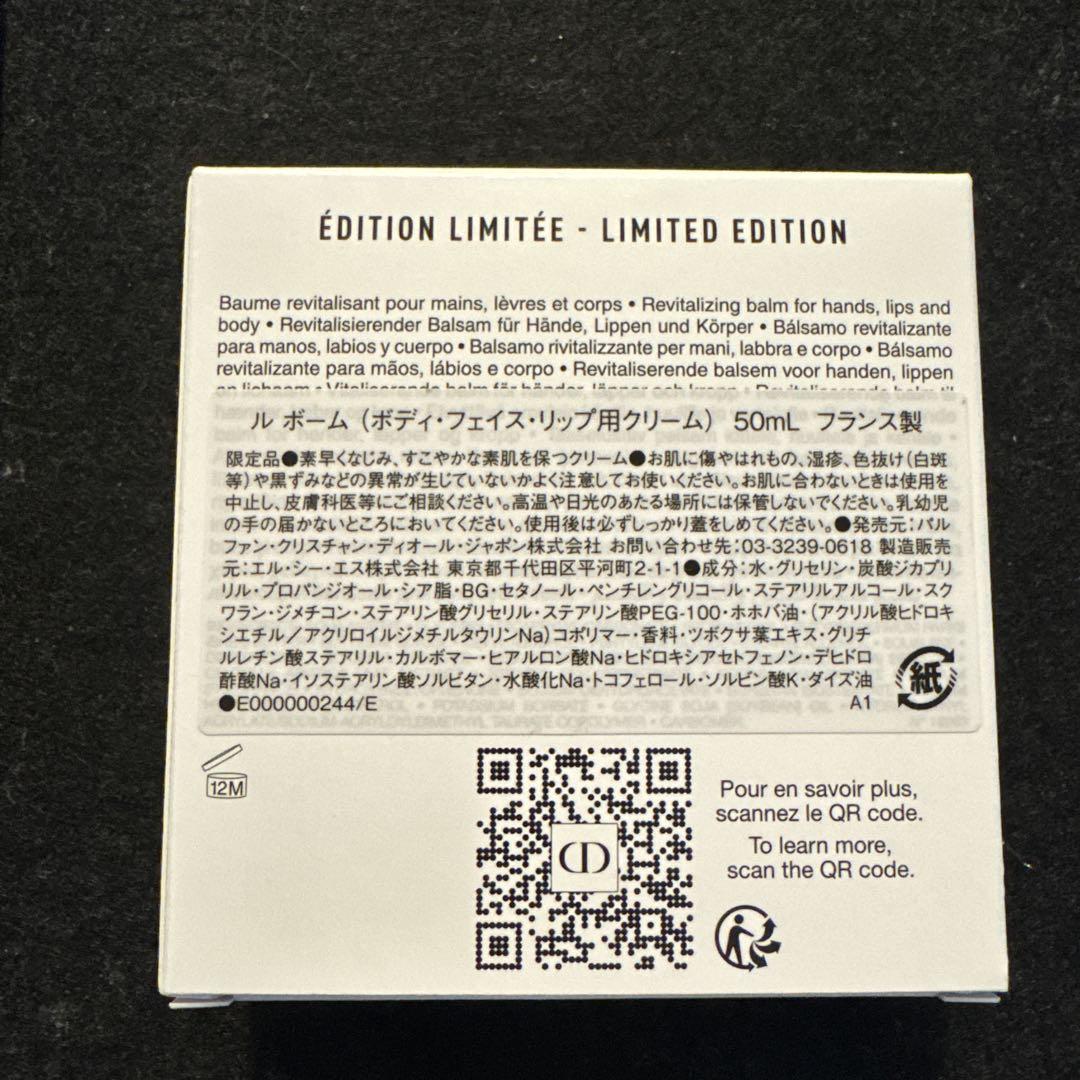 ÉDITION LIMITÉE - LIMITED EDITION
Baume revitalisant pour mains, lèvres et corps • Revitalizing balm for hands, lips and
body • Revitalisierender Balsam für Hände, Lippen und Körper • Bálsamo revitalizante
para manos, labios y cuerpo • Balsamo rivitalizzante per mani, labbra e corpo • Bálsamo
revitalizante para mãos, lábios e corpo • Revitaliserende balsem voor handen, lippen
ル ボーム（ボディ・フェイス・リップ用クリーム） 50mL フランス製
限定品●素早くなじみ、すこやかな素肌を保つクリーム●お肌に傷やはれもの、湿疹、色抜け（白斑
等）や黒ずみなどの異常が生じていないかよく注意してお使いください。お肌に合わないときは使用を
中止し、皮膚科医等にご相談ください。高温や日光のあたる場所には保管しないでください。乳幼児
の手の届かないところにおいてください。使用後は必ずしっかり蓋をしめてください。●発売元：パル
ファン・クリスチャン・ディオール・ジャポン株式会社 お問い合わせ先：03-3239-0618 製造販売
元：エル・シー・エス株式会社 東京都千代田区平河町2-1-1●成分：水・グリセリン・炭酸ジカプリ
リル・プロパンジオール・シア脂・BG・セタノール・ペンチレングリコール・ステアリルアルコール・スク
ワラン・ジメチコン・ステアリン酸グリセリル・ステアリン酸PEG-100・ホホバ油・（アクリル酸ヒドロキ
シエチル／アクリロイルジメチルタウリンNa）コポリマー・香料・ツボクサ葉エキス・グリチ
ルレチン酸ステアリル・カルボマー・ヒアルロン酸Na・ヒドロキシアセトフェノン・デヒドロ
酢酸Na・イソステアリン酸ソルビタン・水酸化Na・トコフェロール・ソルビン酸K・ダイズ油
●E000000244/E A1
紙
12M
CD
Pour en savoir plus,
scannez le QR code.
To learn more,
scan the QR code.